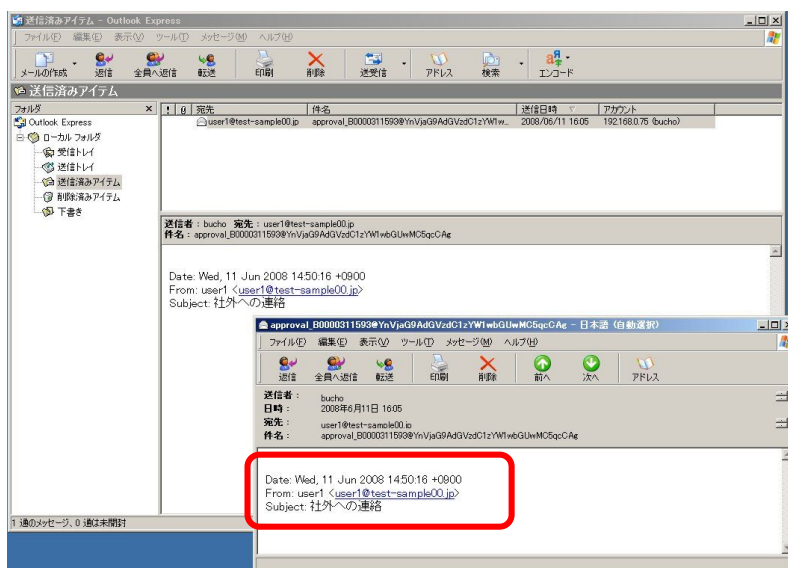 送信済みアイテム - Outlook Express
ファイル(F) 編集(E) 表示(V) ツール(T) メッセージ(M) ヘルプ(H)
メールの作成 返信 全員へ返信 転送 印刷 削除 送受信 アドレス 検索 エンコード
送信済みアイテム
フォルダ
Outlook Express
ローカル フォルダ
受信トレイ
送信トレイ
送信済みアイテム
削除済みアイテム
下書き
! 宛先 件名 送信日時 アカウント
user1@test-sample00.jp approval_B0000311593@YnVjaG9AdGVzdC1zYW1w... 2008/06/11 16:05 192.168.0.75 (bucho)
送信者: bucho 宛先: user1@test-sample00.jp
件名: approval_B0000311593@YnVjaG9AdGVzdC1zYW1wbGUwMC5qcCAg
Date: Wed, 11 Jun 2008 14:50:16 +0900
From: user1 <user1@test-sample00.jp>
Subject: 社外への連絡
1 通のメッセージ、0 通は未開封
approval_B0000311593@YnVjaG9AdGVzdC1zYW1wbGUwMC5qcCAg - 日本語 (自動選択)
ファイル(F) 編集(E) 表示(V) ツール(T) メッセージ(M) ヘルプ(H)
返信 全員へ返信 転送 印刷 削除 前へ 次へ アドレス
送信者: bucho
日時: 2008年6月11日 16:05
宛先: user1@test-sample00.jp
件名: approval_B0000311593@YnVjaG9AdGVzdC1zYW1wbGUwMC5qcCAg
Date: Wed, 11 Jun 2008 14:50:16 +0900
From: user1 <user1@test-sample00.jp>
Subject: 社外への連絡